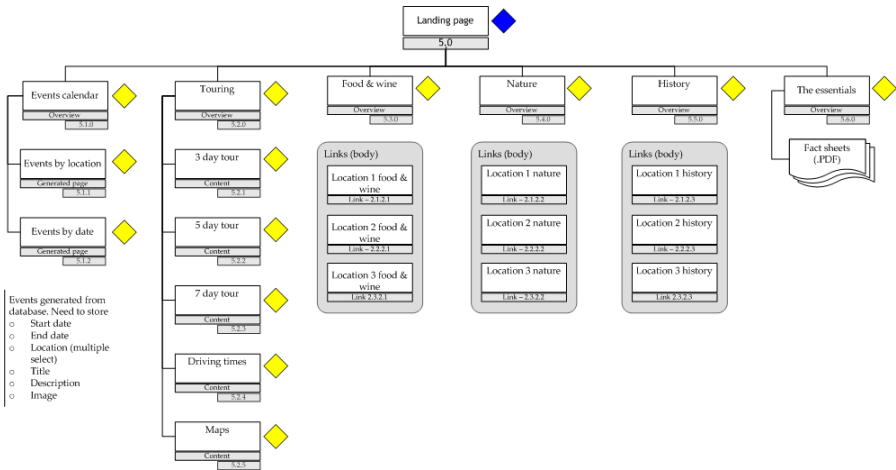 Landing page
5.0
Events calendar
Overview
5.1.0
Events by location
Generated page
5.1.1
Events by date
Generated page
5.1.2
Events generated from
database. Need to store
o Start date
o End date
o Location (multiple
select)
o Title
o Description
o Image
Touring
Overview
5.2.0
3 day tour
Content
5.2.1
5 day tour
Content
5.2.2
7 day tour
Content
5.2.3
Driving times
Content
5.2.4
Maps
Content
5.2.5
Food & wine
Overview
5.3.0
Links (body)
Location 1 food &
wine
Link – 2.1.2.1
Location 2 food &
wine
Link – 2.2.2.1
Location 3 food &
wine
Link 2.3.2.1
Nature
Overview
5.4.0
Links (body)
Location 1 nature
Link – 2.1.2.2
Location 2 nature
Link – 2.2.2.2
Location 3 nature
Link – 2.3.2.2
History
Overview
5.5.0
Links (body)
Location 1 history
Link – 2.1.2.3
Location 2 history
Link – 2.2.2.3
Location 3 history
Link 2.3.2.3
The essentials
Overview
5.6.0
Fact sheets
(.PDF)